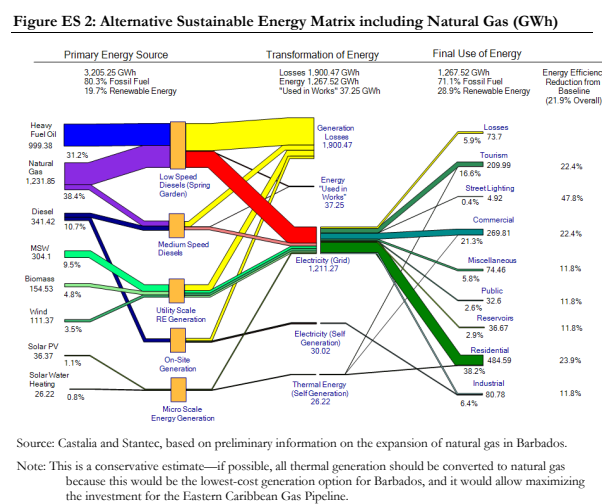 Figure ES 2: Alternative Sustainable Energy Matrix including Natural Gas (GWh)
Primary Energy Source
Transformation of Energy
Final Use of Energy
3,205.25 GWh
80.3% Fossil Fuel
19.7% Renewable Energy
Losses 1,900.47 GWh
Energy 1,267.52 GWh
"Used in Works" 37.25 GWh
1,267.52 GWh
71.1% Fossil Fuel
28.9% Renewable Energy
Energy Efficienc
Reduction from
Baseline
(21.9% Overall)
Heavy
Fuel Oil
999.38
31.2%
Natural
Gas
1,231.85
38.4%
Diesel
341.42
10.7%
MSW
304.1
9.5%
Biomass
154.53
4.8%
Wind
111.37
3.5%
Solar PV
36.37
1.1%
Solar Water
Heating
26.22
0.8%
Low Speed
Diesels (Spring
Garden)
Medium Speed
Diesels
Utility Scale
RE Generation
On-Site
Generation
Micro Scale
Energy Generation
Generation
Losses
1,900.47
Energy
"Used in
Works"
37.25
Electricity (Grid)
1,211.27
Electricity (Self
Generation)
30.02
Thermal Energy
(Self Generation)
26.22
Losses
5.9% 73.7
Tourism
209.99
16.6%
22.4%
Street Lighting
0.4% 4.92
47.8%
Commercial
269.81
21.3%
22.4%
Miscellaneous
74.46
5.8%
11.8%
Public
32.6
2.6%
11.8%
Reservoirs
36.67
2.9%
11.8%
Residential
484.59
38.2%
23.9%
Industrial
80.78
6.4%
11.8%
Source: Castalia and Stantec, based on preliminary information on the expansion of natural gas in Barbados.
Note: This is a conservative estimate—if possible, all thermal generation should be converted to natural gas
because this would be the lowest-cost generation option for Barbados, and it would allow maximizing
the investment for the Eastern Caribbean Gas Pipeline.